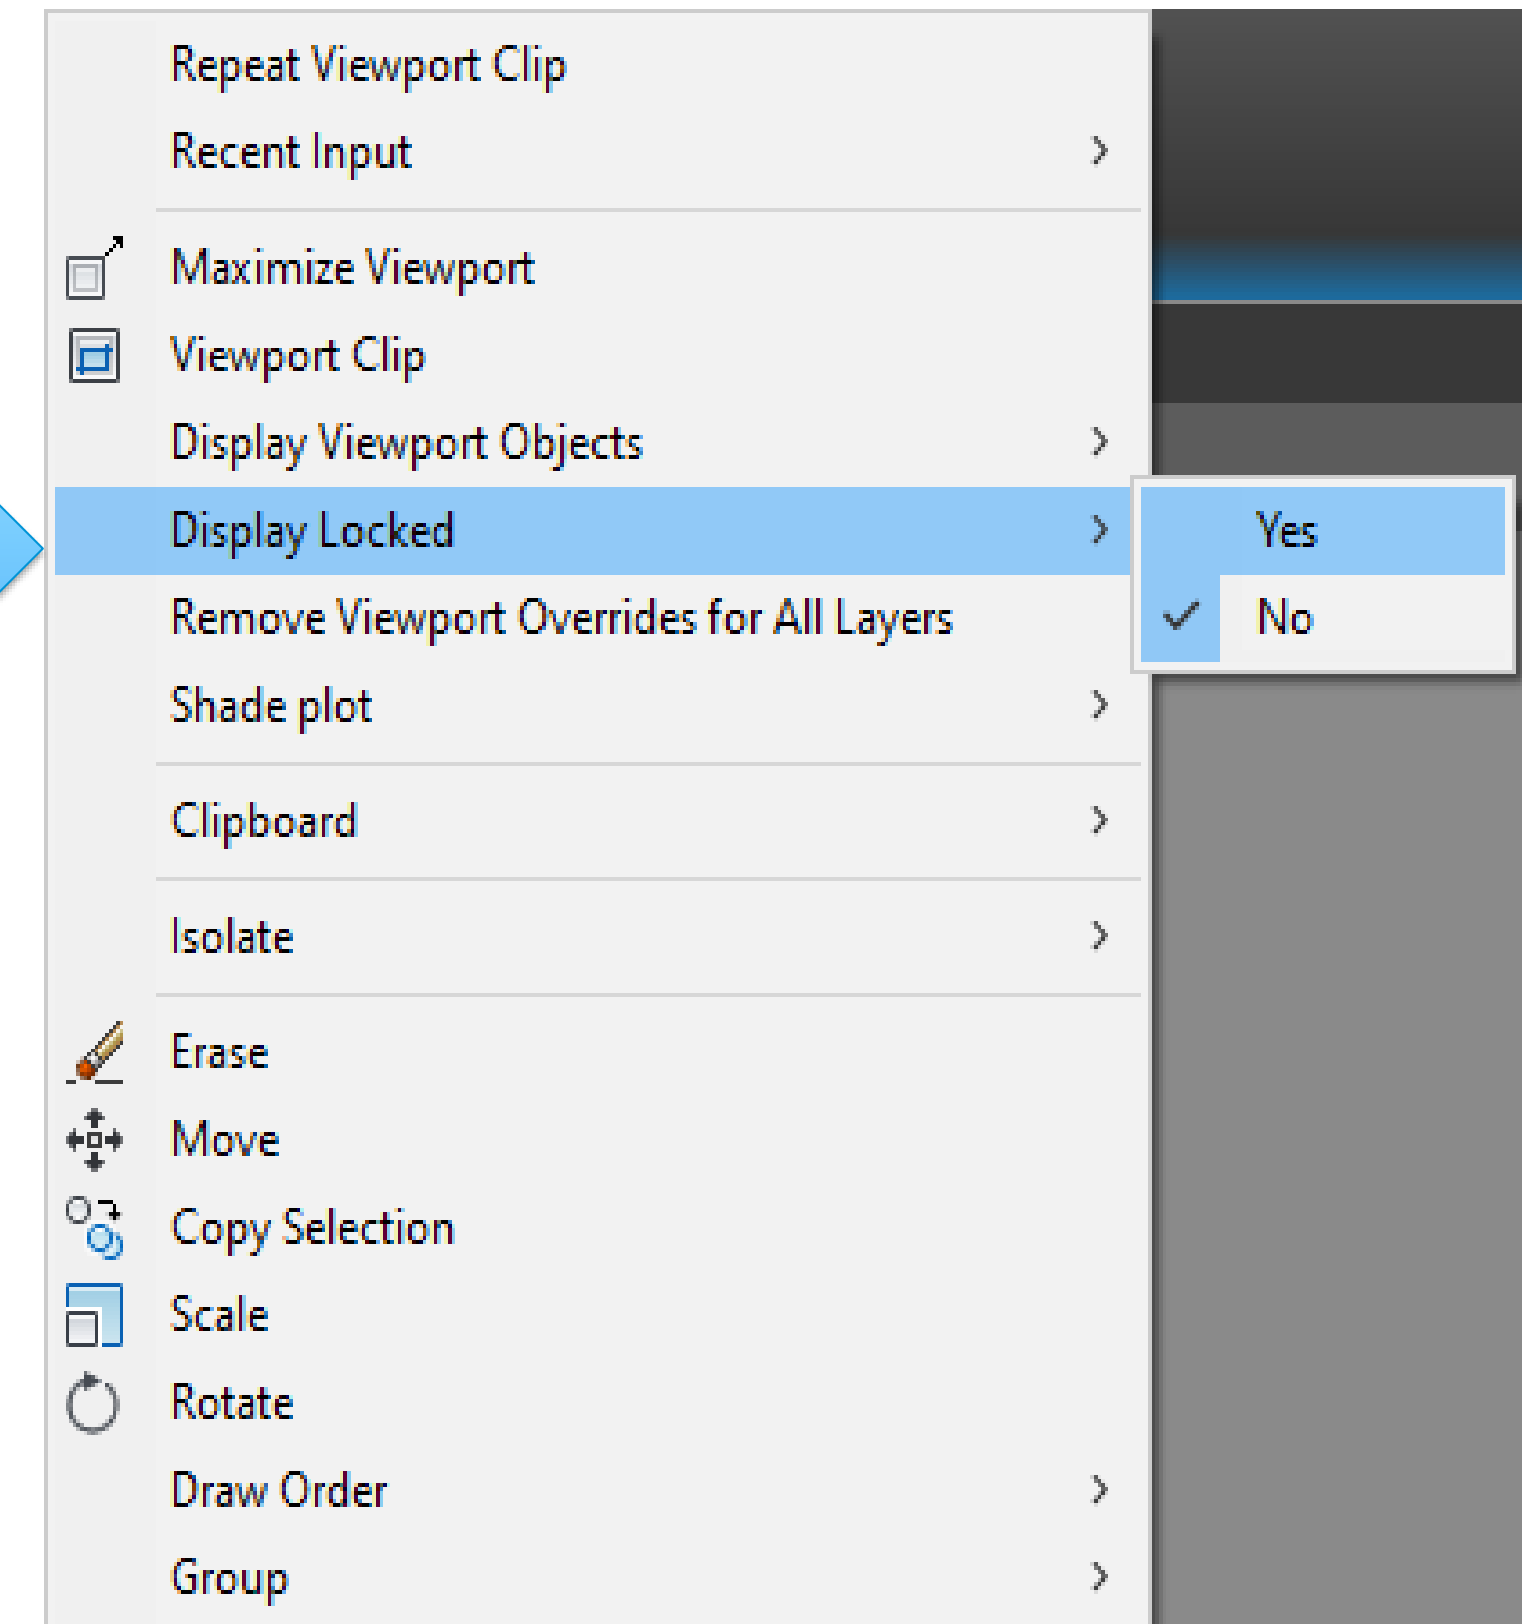 Repeat Viewport Clip
Recent Input
Maximize Viewport
Viewport Clip
Display Viewport Objects
Display Locked
Yes
Remove Viewport Overrides for All Layers
No
Shade plot
Clipboard
Isolate
Erase
Move
Copy Selection
Scale
Rotate
Draw Order
Group